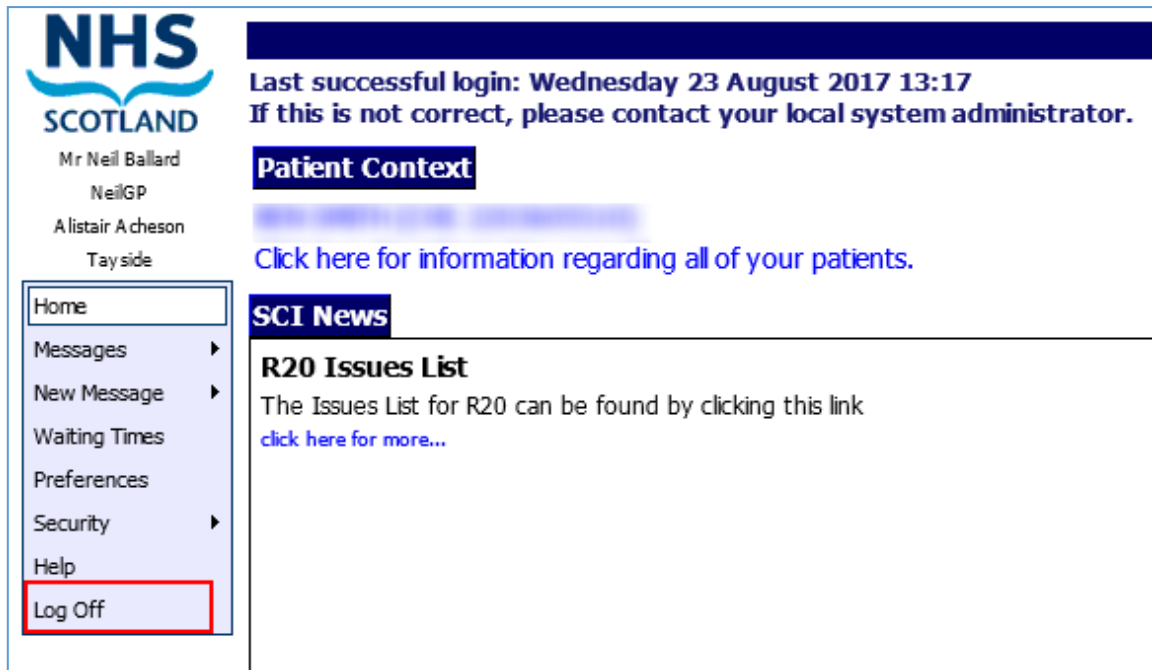 NHS
SCOTLAND
Mr Neil Ballard
NeilGP
Alistair Acheson
Tayside
Home
Messages
New Message
Waiting Times
Preferences
Security
Help
Log Off
Last successful login: Wednesday 23 August 2017 13:17
If this is not correct, please contact your local system administrator.
Patient Context
Click here for information regarding all of your patients.
SCI News
R20 Issues List
The Issues List for R20 can be found by clicking this link
click here for more...